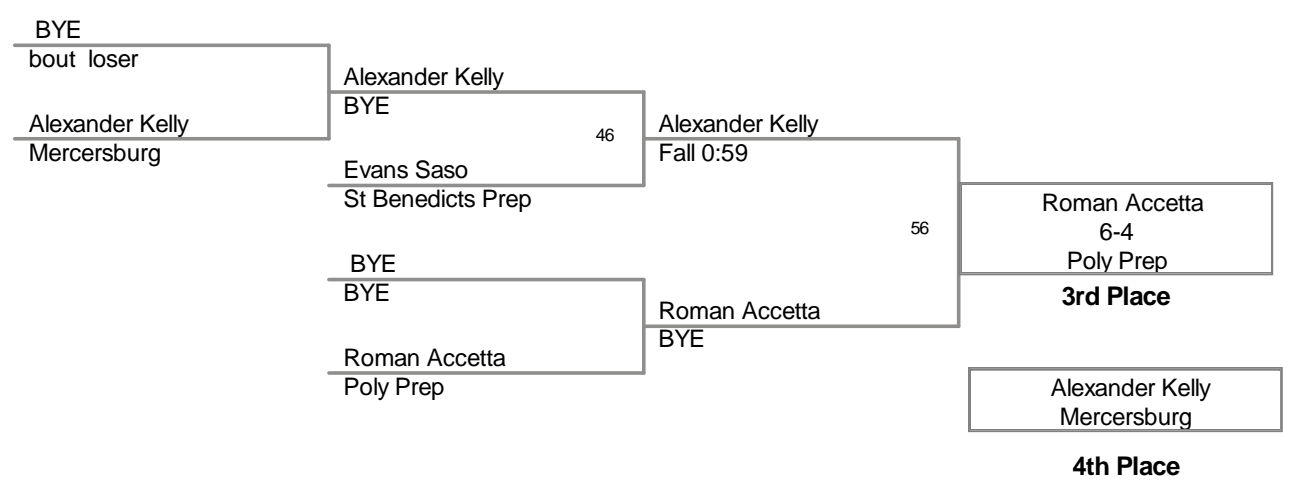 BYE
bout loser
Alexander Kelly
Mercersburg
Alexander Kelly
BYE
46
Evans Saso
St Benedicts Prep
BYE
BYE
Roman Accetta
Poly Prep
Alexander Kelly
Fall 0:59
56
Roman Accetta
BYE
Roman Accetta
6-4
Poly Prep
3rd Place
Alexander Kelly
Mercersburg
4th Place